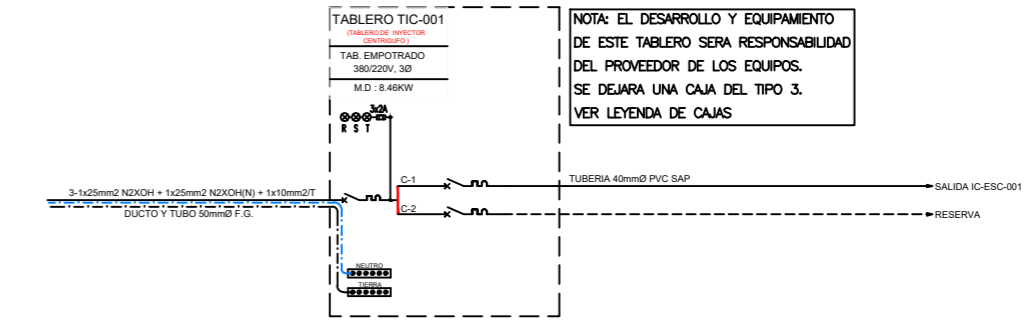 TABLERO TIC-001
(TABLERO DE INYECTOR
CENTRIGUFO )
TAB. EMPOTRADO
380/220V, 3Ø
M.D : 8.46KW
NOTA: EL DESARROLLO Y EQUIPAMIENTO
DE ESTE TABLERO SERA RESPONSABILIDAD
DEL PROVEEDOR DE LOS EQUIPOS.
SE DEJARA UNA CAJA DEL TIPO 3.
VER LEYENDA DE CAJAS
3x2A
R S T
C-1
TUBERIA 40mmØ PVC SAP
SALIDA IC-ESC-001
3-1x25mm2 N2XOH + 1x25mm2 N2XOH(N) + 1x10mm2/T
DUCTO Y TUBO 50mmØ F.G.
C-2
RESERVA
NEUTRO
TIERRA